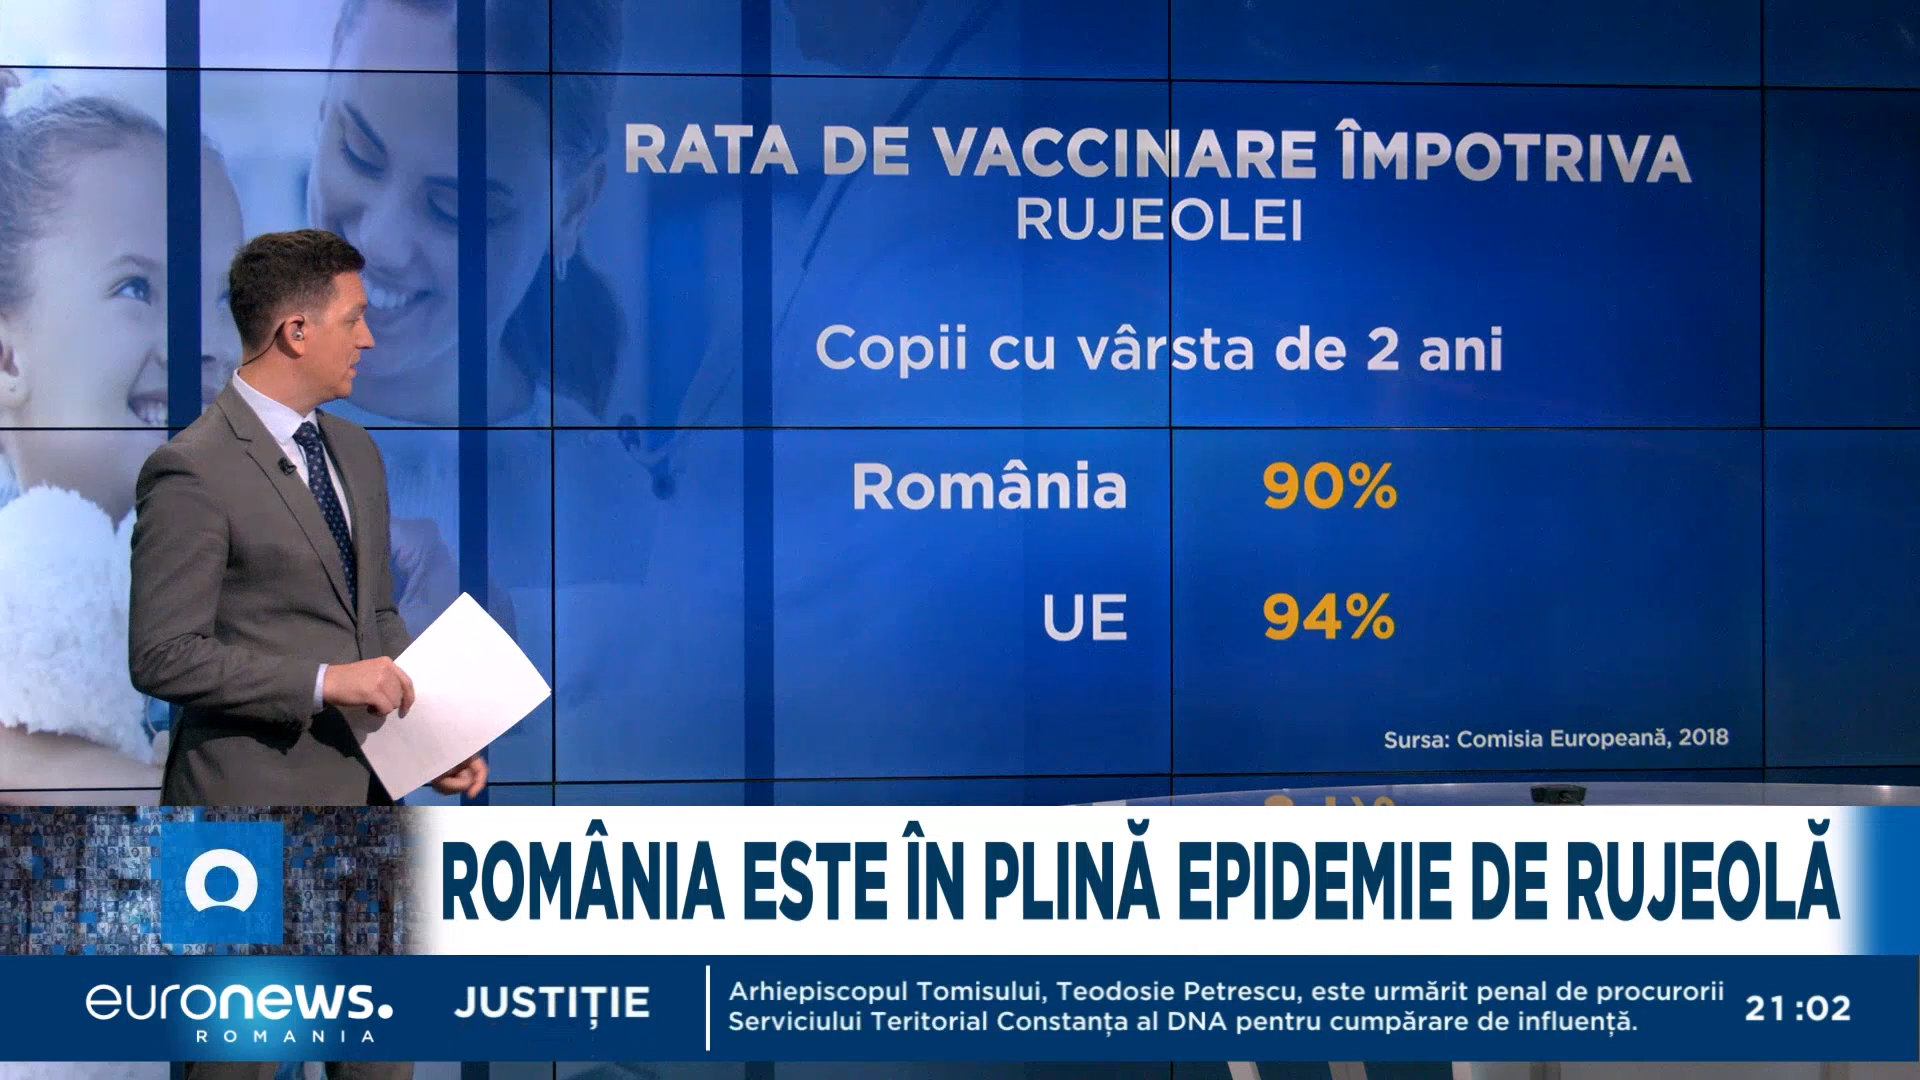 RATA DE VACCINARE ÎMPOTRIVA
RUJEOLEI
Copii cu vârsta de 2 ani
România 90%
UE 94%
Sursa: Comisia Europeană, 2018
ROMÂNIA ESTE ÎN PLINĂ EPIDEMIE DE RUJEOLĂ
euronews.
ROMANIA
JUSTIȚIE
Arhiepiscopul Tomisului, Teodosie Petrescu, este urmărit penal de procurorii
Serviciului Teritorial Constanța al DNA pentru cumpărare de influență.
21:02